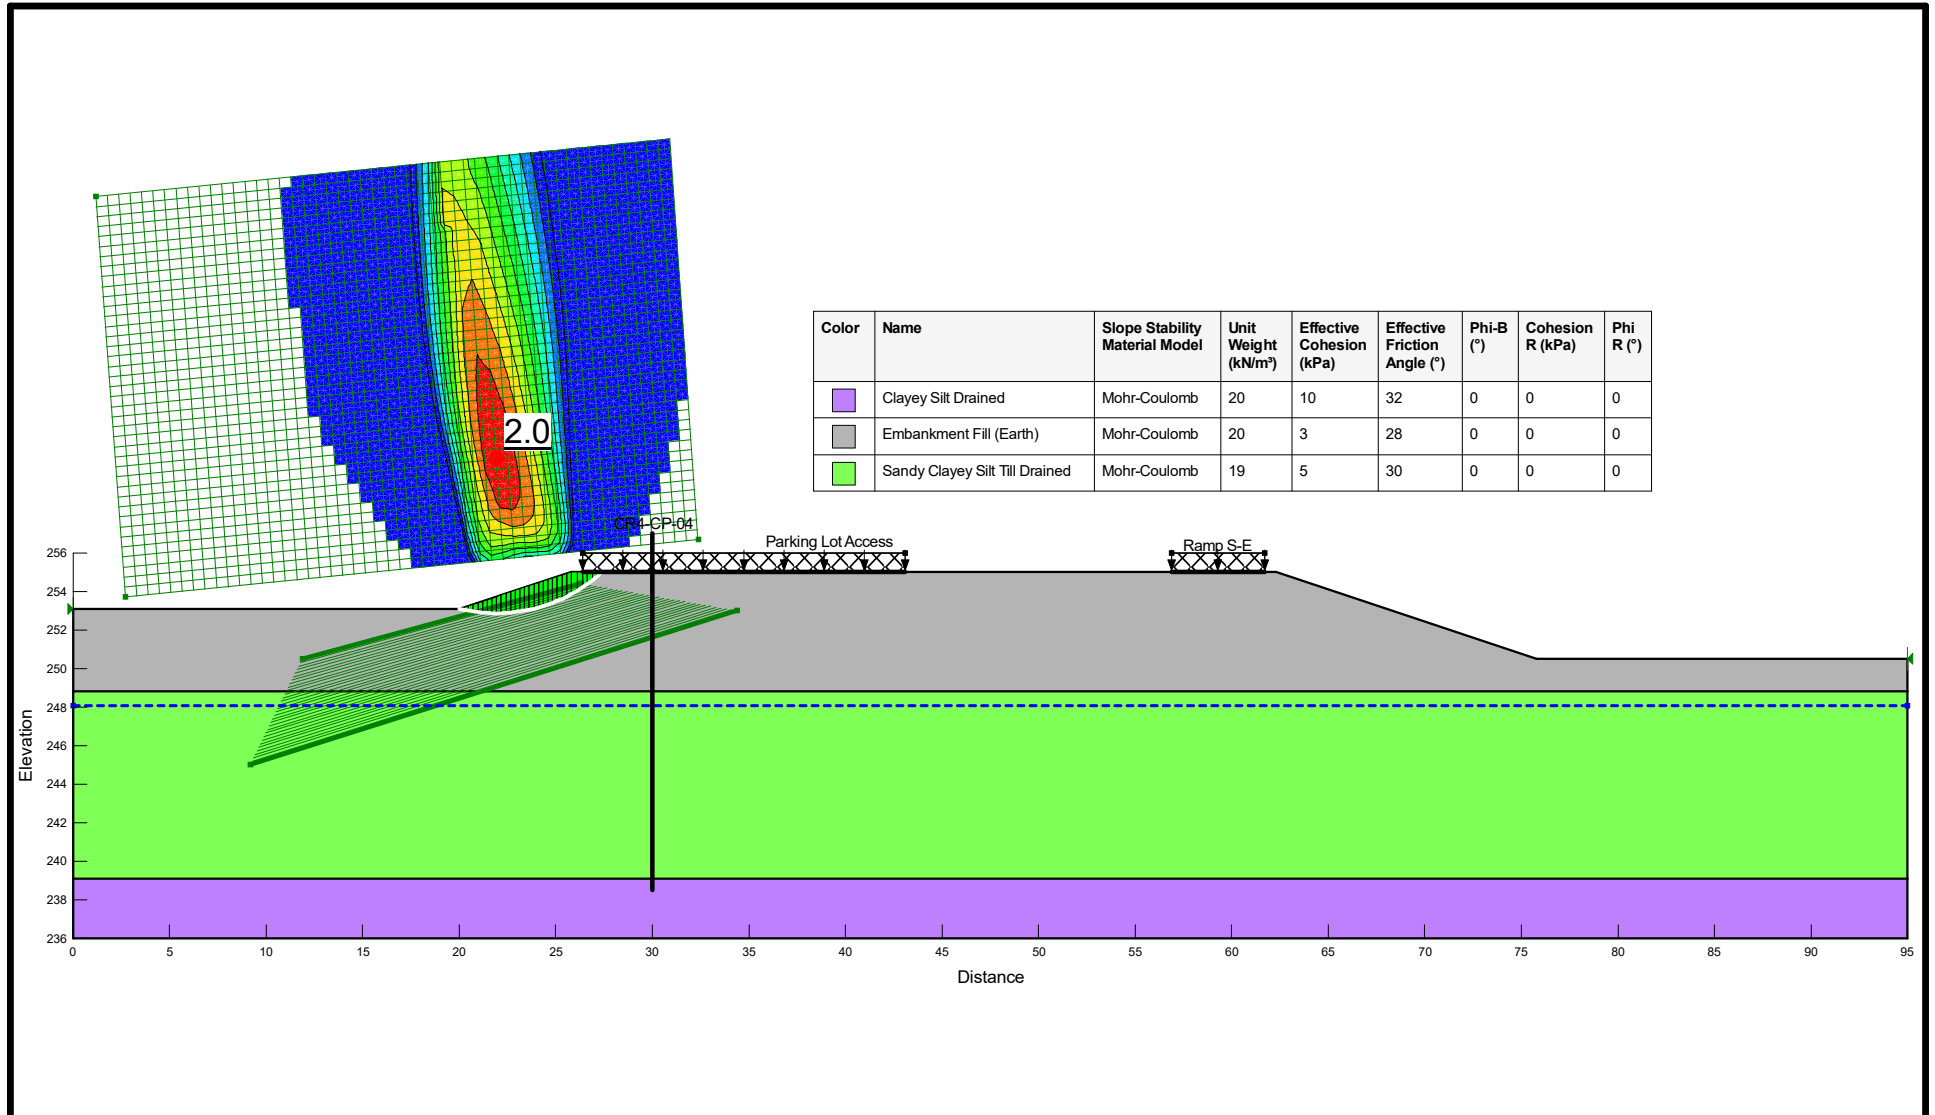 2.0
CR4-CP-04
Parking Lot Access
Ramp S-E
Color Name Slope Stability Material Model Unit Weight (kN/m³) Effective Cohesion (kPa) Effective Friction Angle (°) Phi-B (°) Cohesion R (kPa) Phi R (°)
Clayey Silt Drained Mohr-Coulomb 20 10 32 0 0 0
Embankment Fill (Earth) Mohr-Coulomb 20 3 28 0 0 0
Sandy Clayey Silt Till Drained Mohr-Coulomb 19 5 30 0 0 0
Elevation
256
254
252
250
248
246
244
242
240
238
236
0 5 10 15 20 25 30 35 40 45 50 55 60 65 70 75 80 85 90 95
Distance